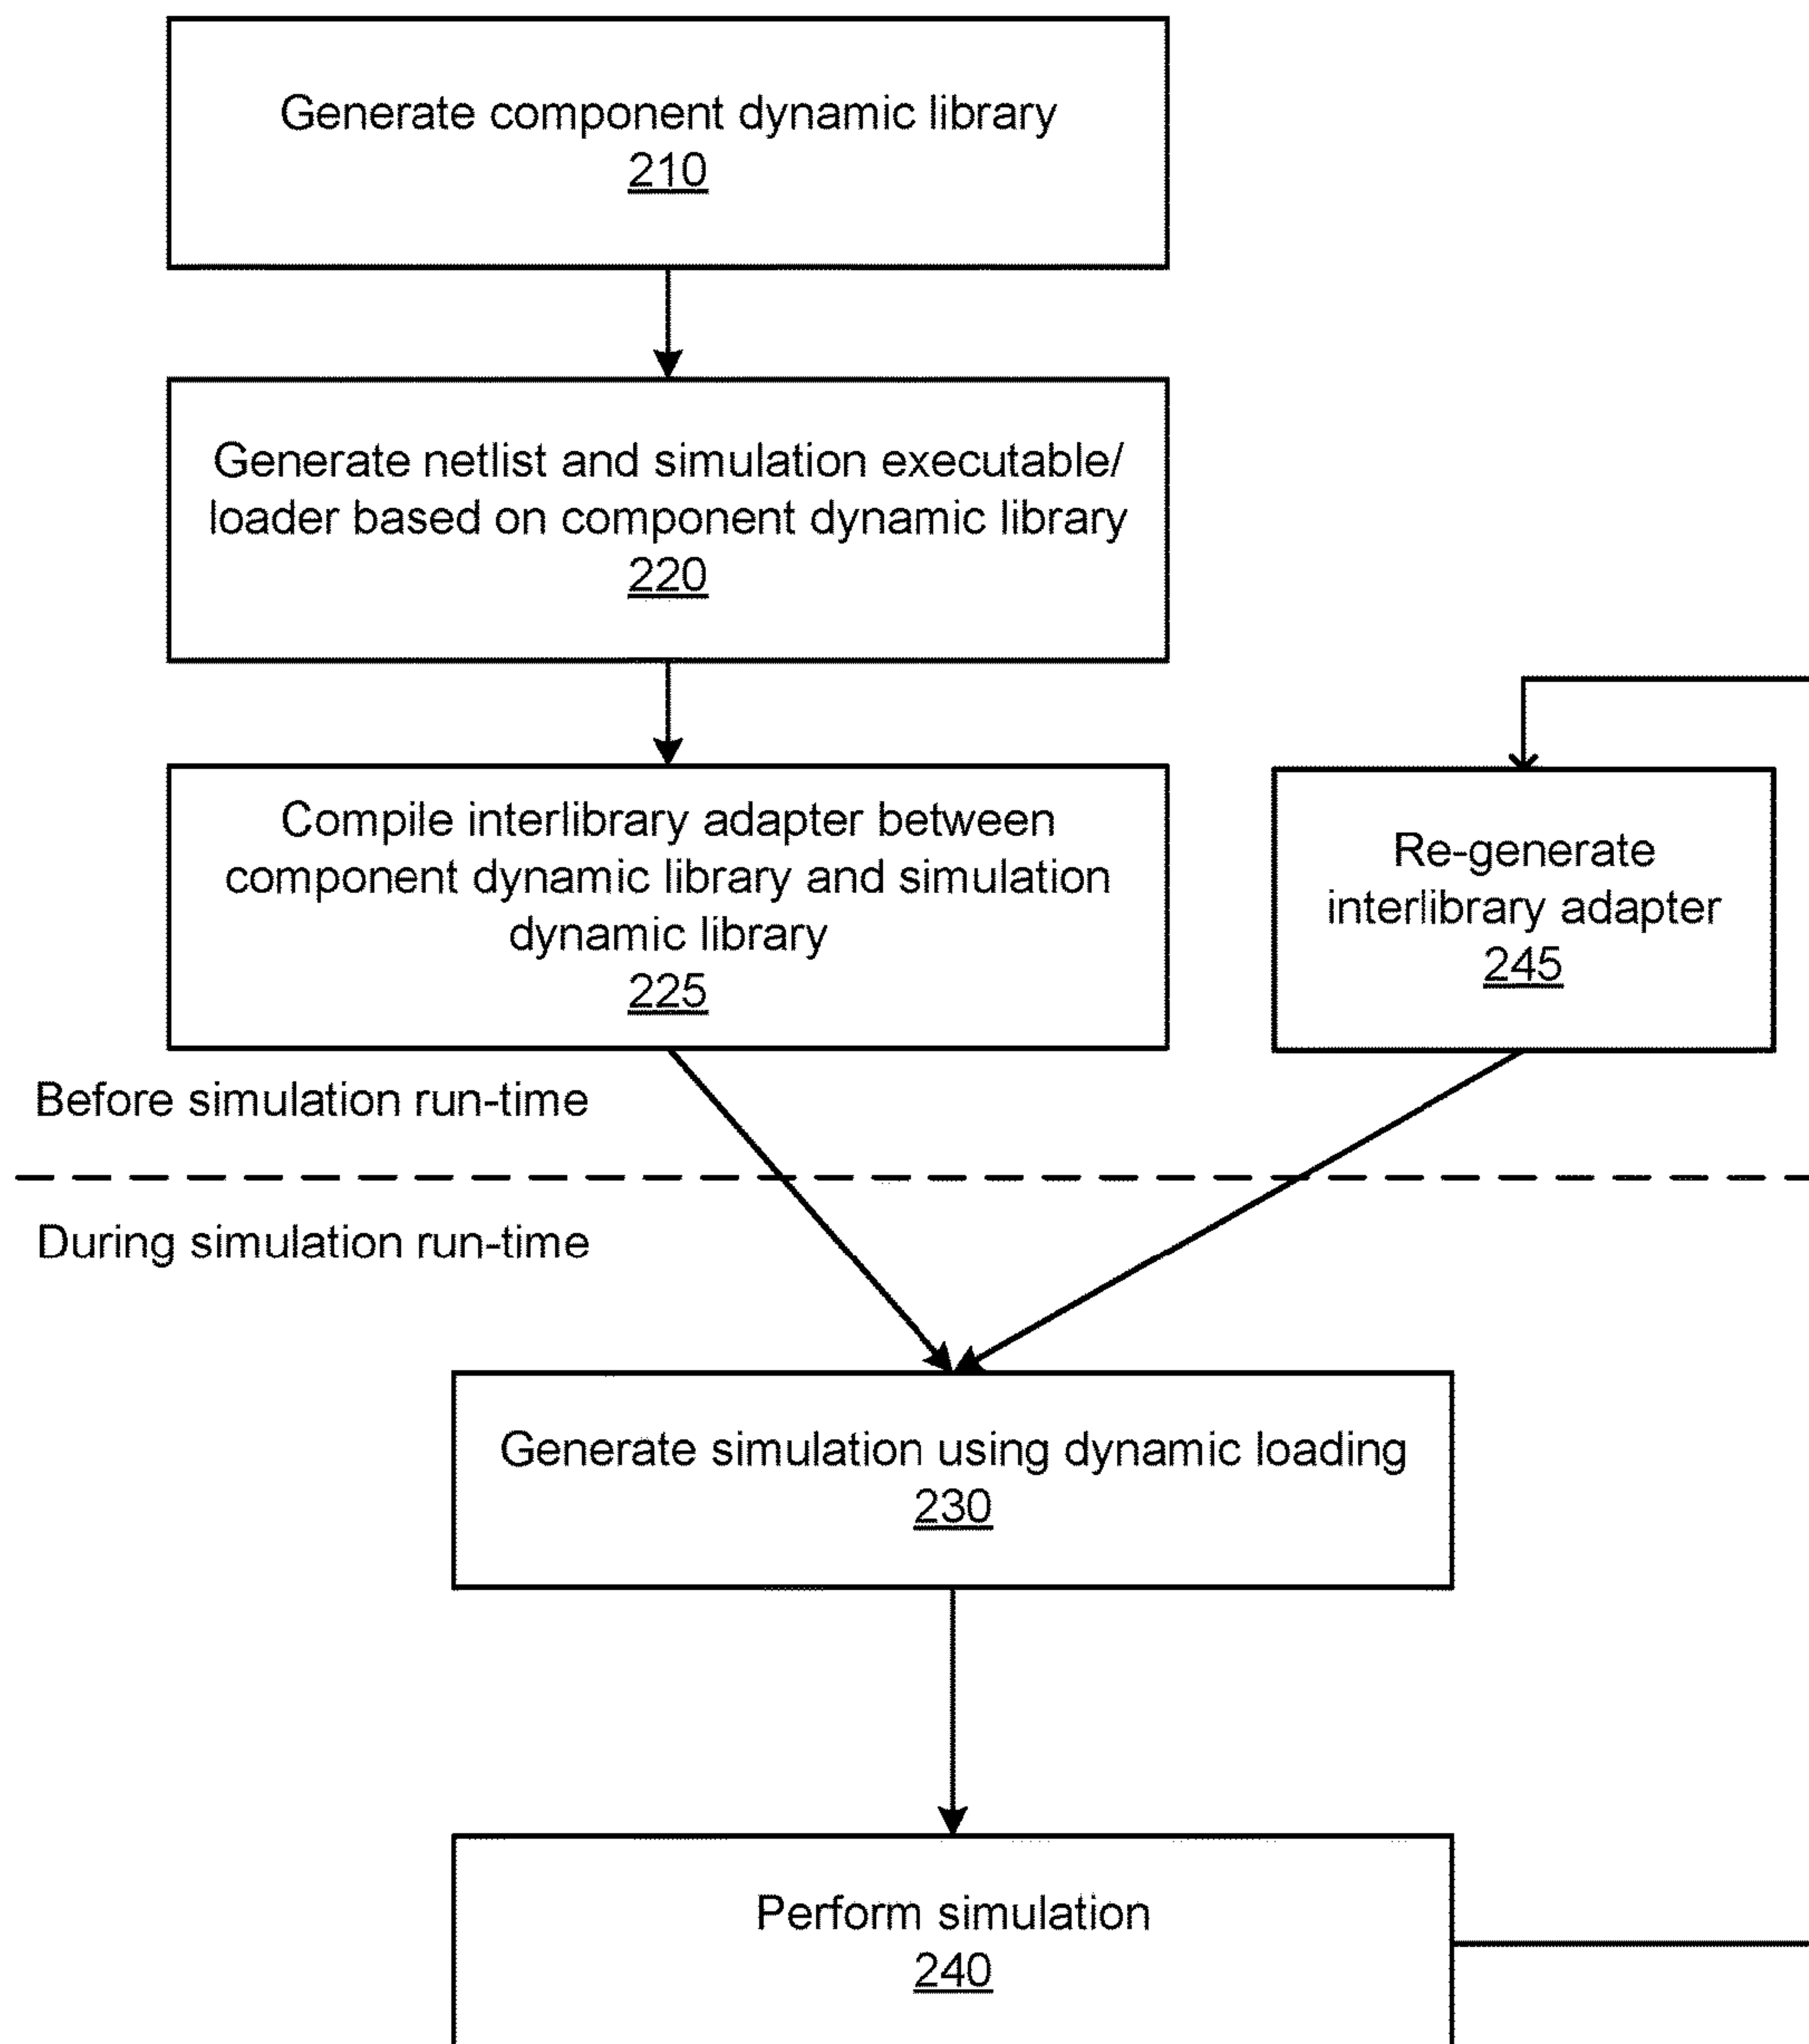 Generate component dynamic library
210
Generate netlist and simulation executable/
loader based on component dynamic library
220
Compile interlibrary adapter between
component dynamic library and simulation
dynamic library
225
Re-generate
interlibrary adapter
245
Before simulation run-time
During simulation run-time
Generate simulation using dynamic loading
230
Perform simulation
240